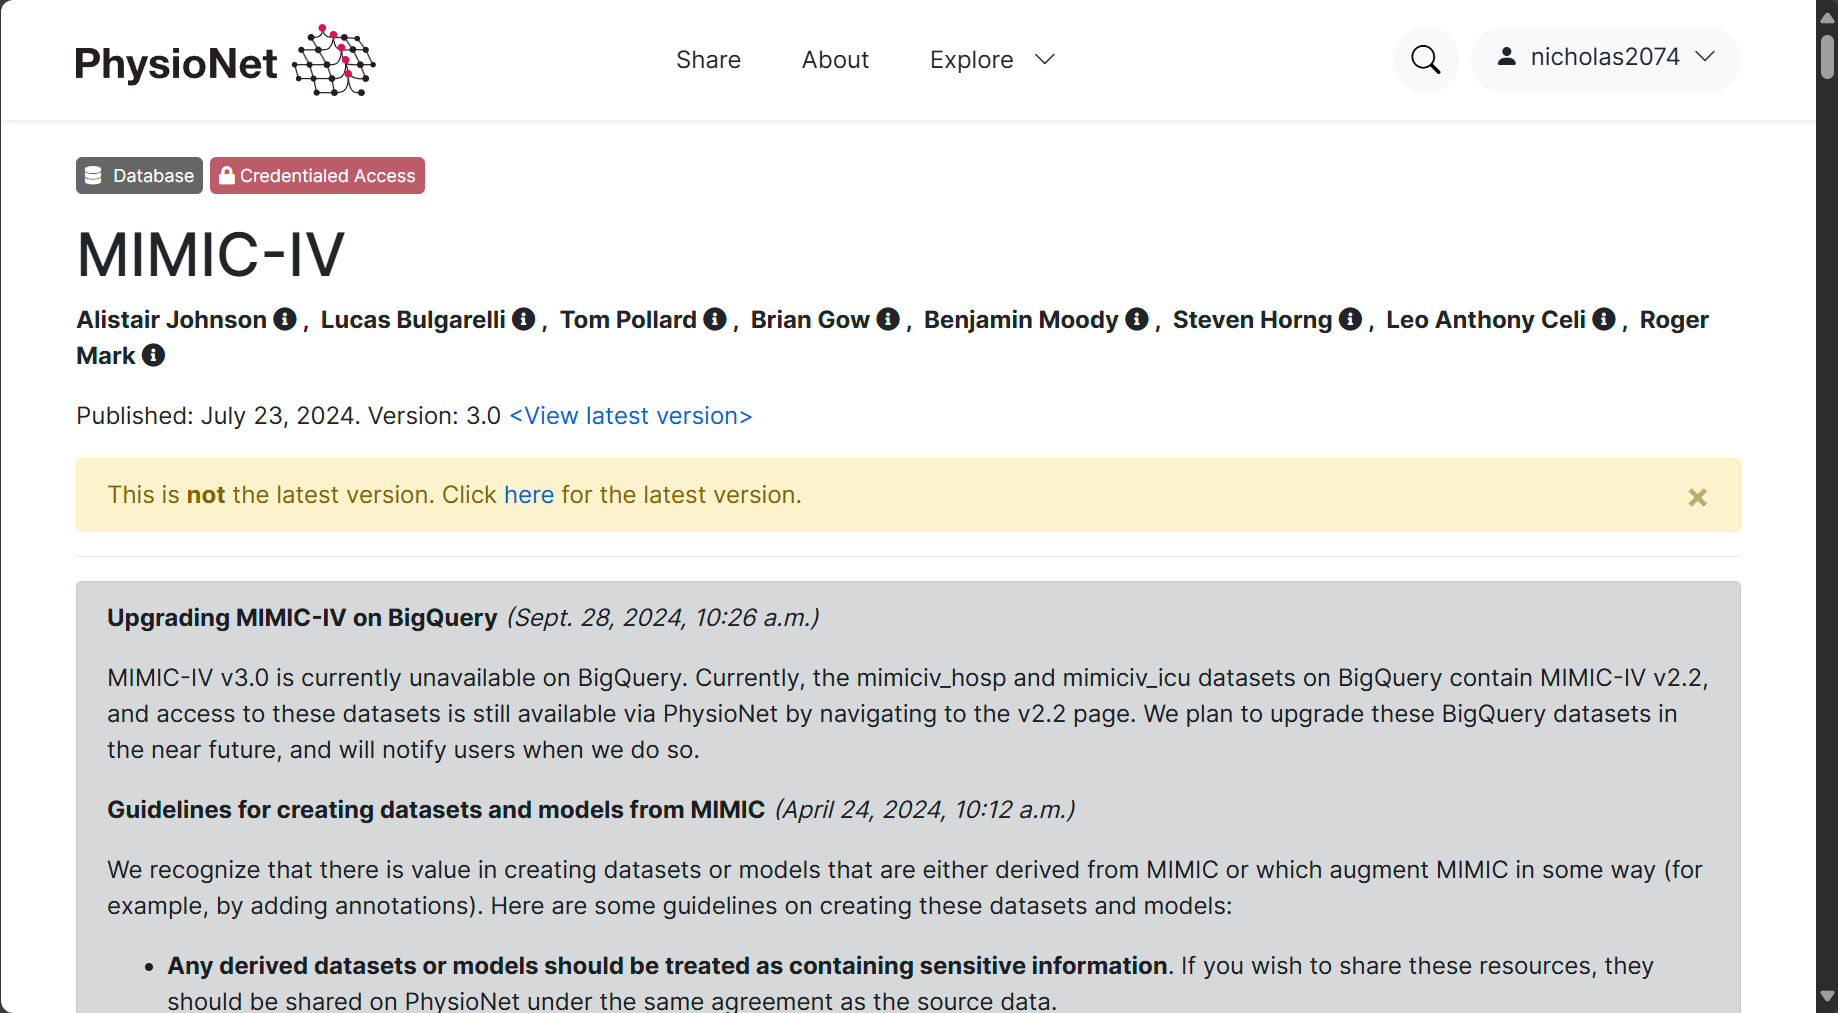 PhysioNet
Share
About
Explore
nicholas2074
Database
Credentialed Access
MIMIC-IV
Alistair Johnson , Lucas Bulgarelli , Tom Pollard , Brian Gow , Benjamin Moody , Steven Horng , Leo Anthony Celi , Roger
Mark
Published: July 23, 2024. Version: 3.0 <View latest version>
This is not the latest version. Click here for the latest version.
×
Upgrading MIMIC-IV on BigQuery (Sept. 28, 2024, 10:26 a.m.)
MIMIC-IV v3.0 is currently unavailable on BigQuery. Currently, the mimiciv_hosp and mimiciv_icu datasets on BigQuery contain MIMIC-IV v2.2,
and access to these datasets is still available via PhysioNet by navigating to the v2.2 page. We plan to upgrade these BigQuery datasets in
the near future, and will notify users when we do so.
Guidelines for creating datasets and models from MIMIC (April 24, 2024, 10:12 a.m.)
We recognize that there is value in creating datasets or models that are either derived from MIMIC or which augment MIMIC in some way (for
example, by adding annotations). Here are some guidelines on creating these datasets and models:
• Any derived datasets or models should be treated as containing sensitive information. If you wish to share these resources, they
should be shared on PhysioNet under the same agreement as the source data.